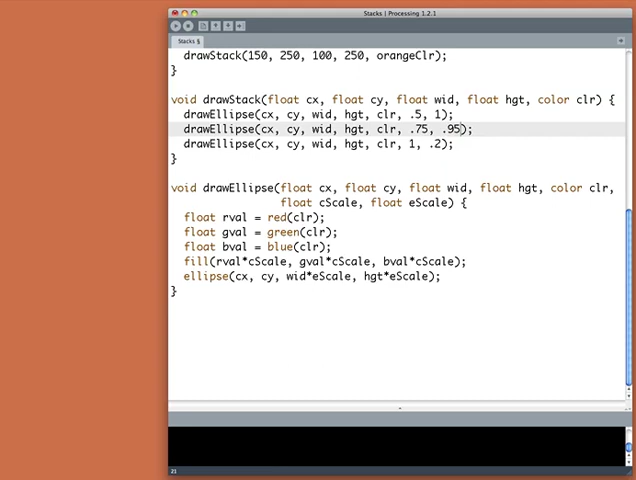 Stacks | Processing 1.2.1
Stacks §
drawStack(150, 250, 100, 250, orangeClr);
}
void drawStack(float cx, float cy, float wid, float hgt, color clr) {
drawEllipse(cx, cy, wid, hgt, clr, .5, 1);
drawEllipse(cx, cy, wid, hgt, clr, .75, .95);
drawEllipse(cx, cy, wid, hgt, clr, 1, .2);
}
void drawEllipse(float cx, float cy, float wid, float hgt, color clr,
float cScale, float eScale) {
float rval = red(clr);
float gval = green(clr);
float bval = blue(clr);
fill(rval*cScale, gval*cScale, bval*cScale);
ellipse(cx, cy, wid*eScale, hgt*eScale);
}
21